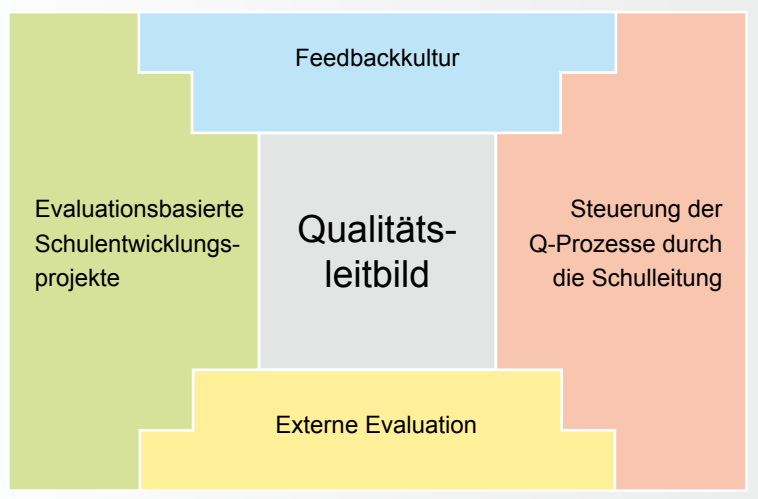 Feedbackkultur
Evaluationsbasierte
Schulentwicklungs-
projekte
Qualitäts-
leitbild
Steuerung der
Q-Prozesse durch
die Schulleitung
Externe Evaluation